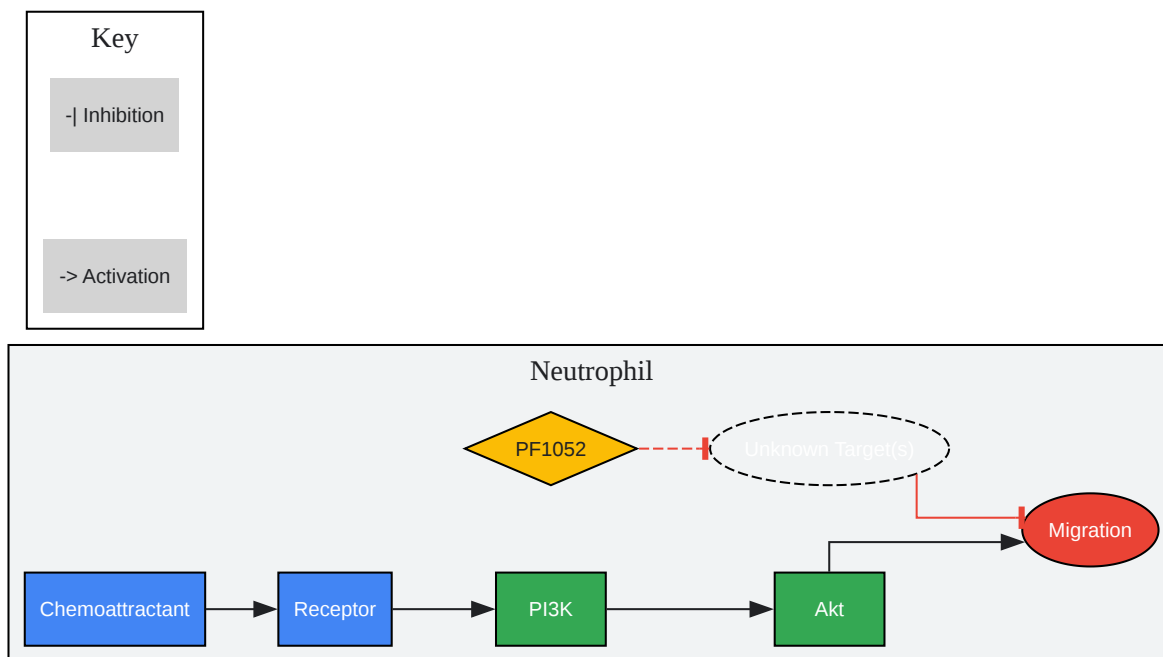 Key
-| Inhibition
-> Activation
Neutrophil
PF1052
Unknown Target(s)
Migration
Chemoattractant
Receptor
PI3K
Akt